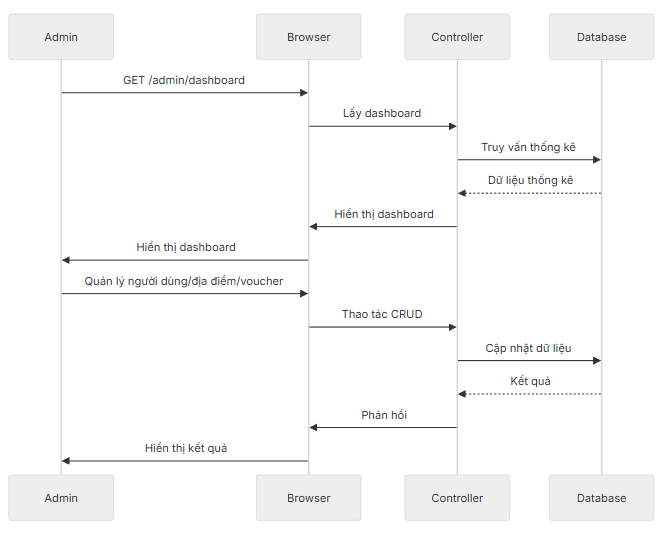 Admin
Browser
Controller
Database
GET /admin/dashboard
Lấy dashboard
Truy vấn thống kê
Dữ liệu thống kê
Hiển thị dashboard
Hiển thị dashboard
Quản lý người dùng/địa điểm/voucher
Thao tác CRUD
Cập nhật dữ liệu
Kết quả
Phản hồi
Hiển thị kết quả
Admin
Browser
Controller
Database